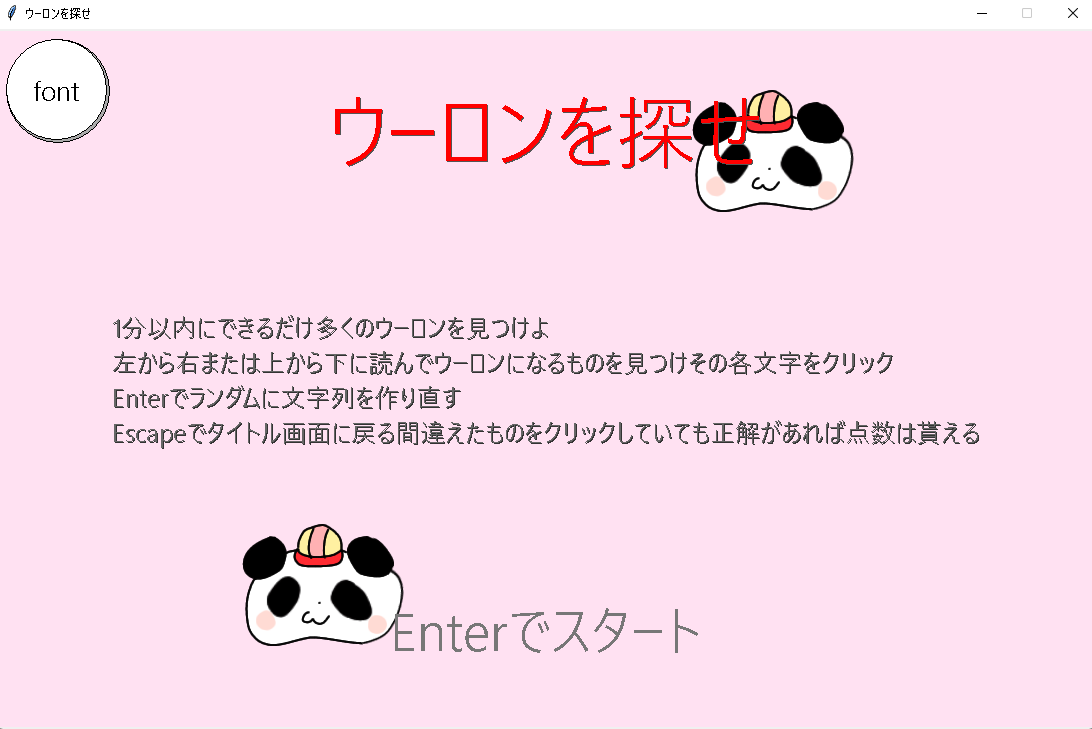 ウーロンを探せ
font
ウーロンを探せ
1分以内にできるだけ多くのウーロンを見つけよ
左から右または上から下に読んでウーロンになるものを見つけその各文字をクリック
Enterでランダムに文字列を作り直す
Escapeでタイトル画面に戻る間違えたものをクリックしていても正解があれば点数は貰える
Enterでスタート